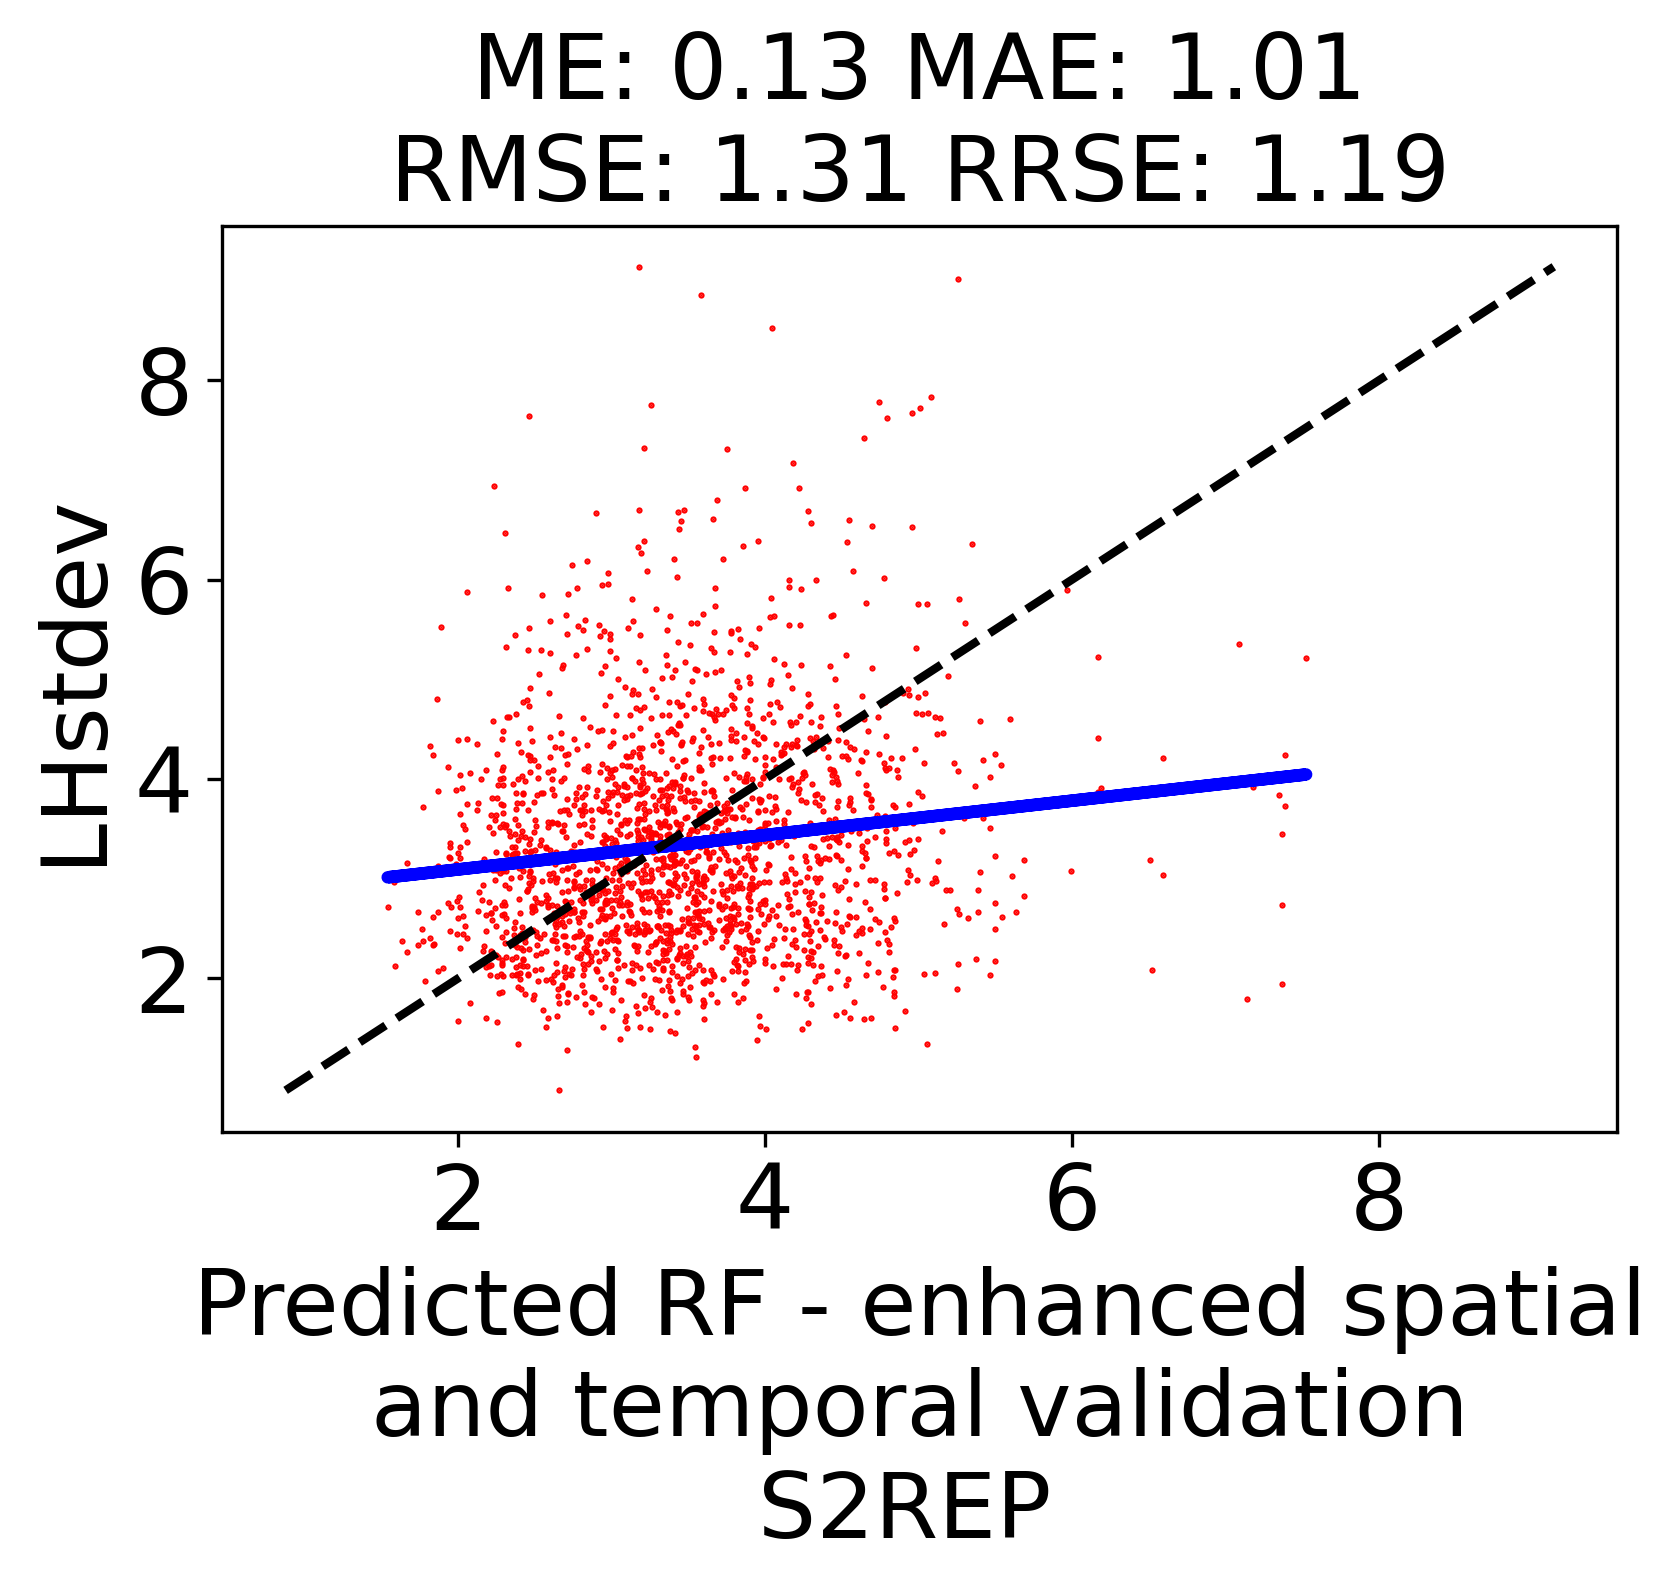 ME: 0.13 MAE: 1.01
RMSE: 1.31 RRSE: 1.19
LHstdev
8
6
4
2
2 4 6 8
Predicted RF - enhanced spatial
and temporal validation
S2REP